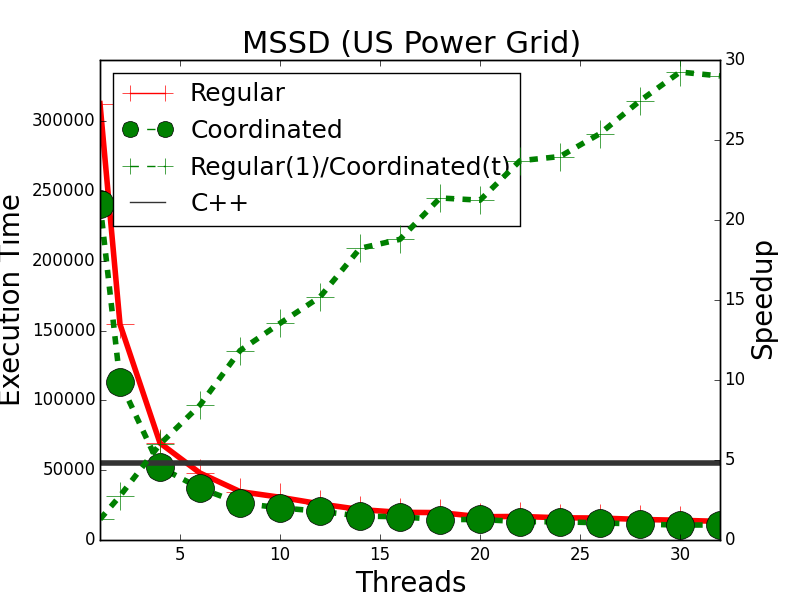 MSSD (US Power Grid)
Regular
Coordinated
Regular(1)/Coordinated(t)
C++
Execution Time
300000
250000
200000
150000
100000
50000
0
Speedup
30
25
20
15
10
5
0
5
10
15
20
25
30
Threads